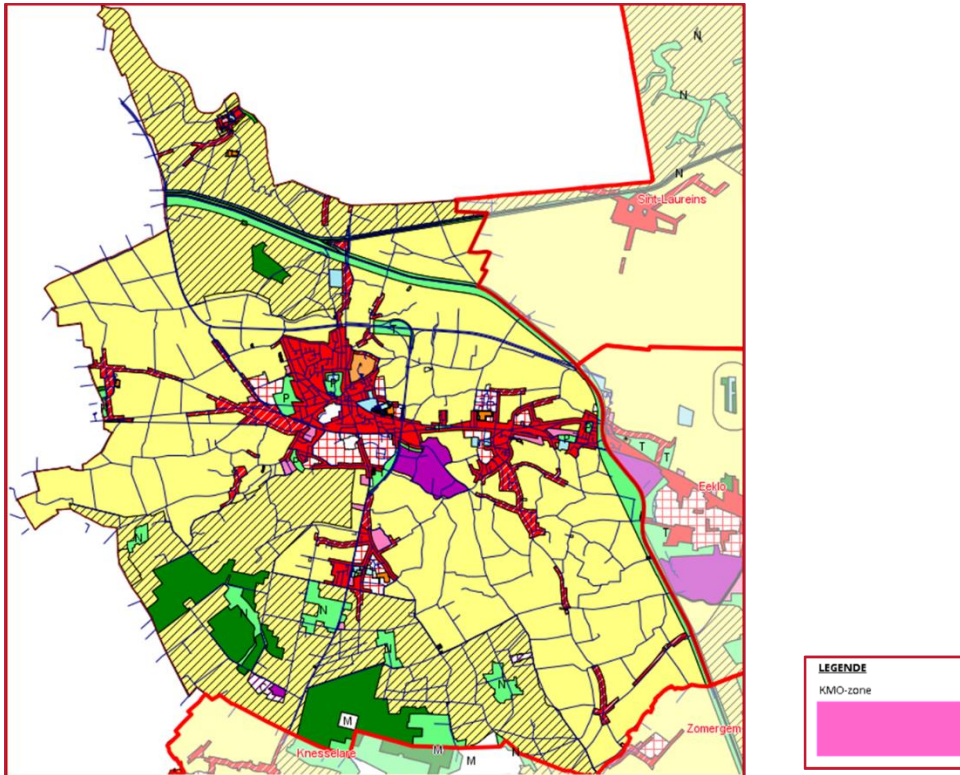 N
N
N
Sint-Laureins
T
P
P
T
T
Eeklo
T
N
N
N
N
N
M
Zomergem
Knesselare
M
M
N
LEGENDE
KMO-zone